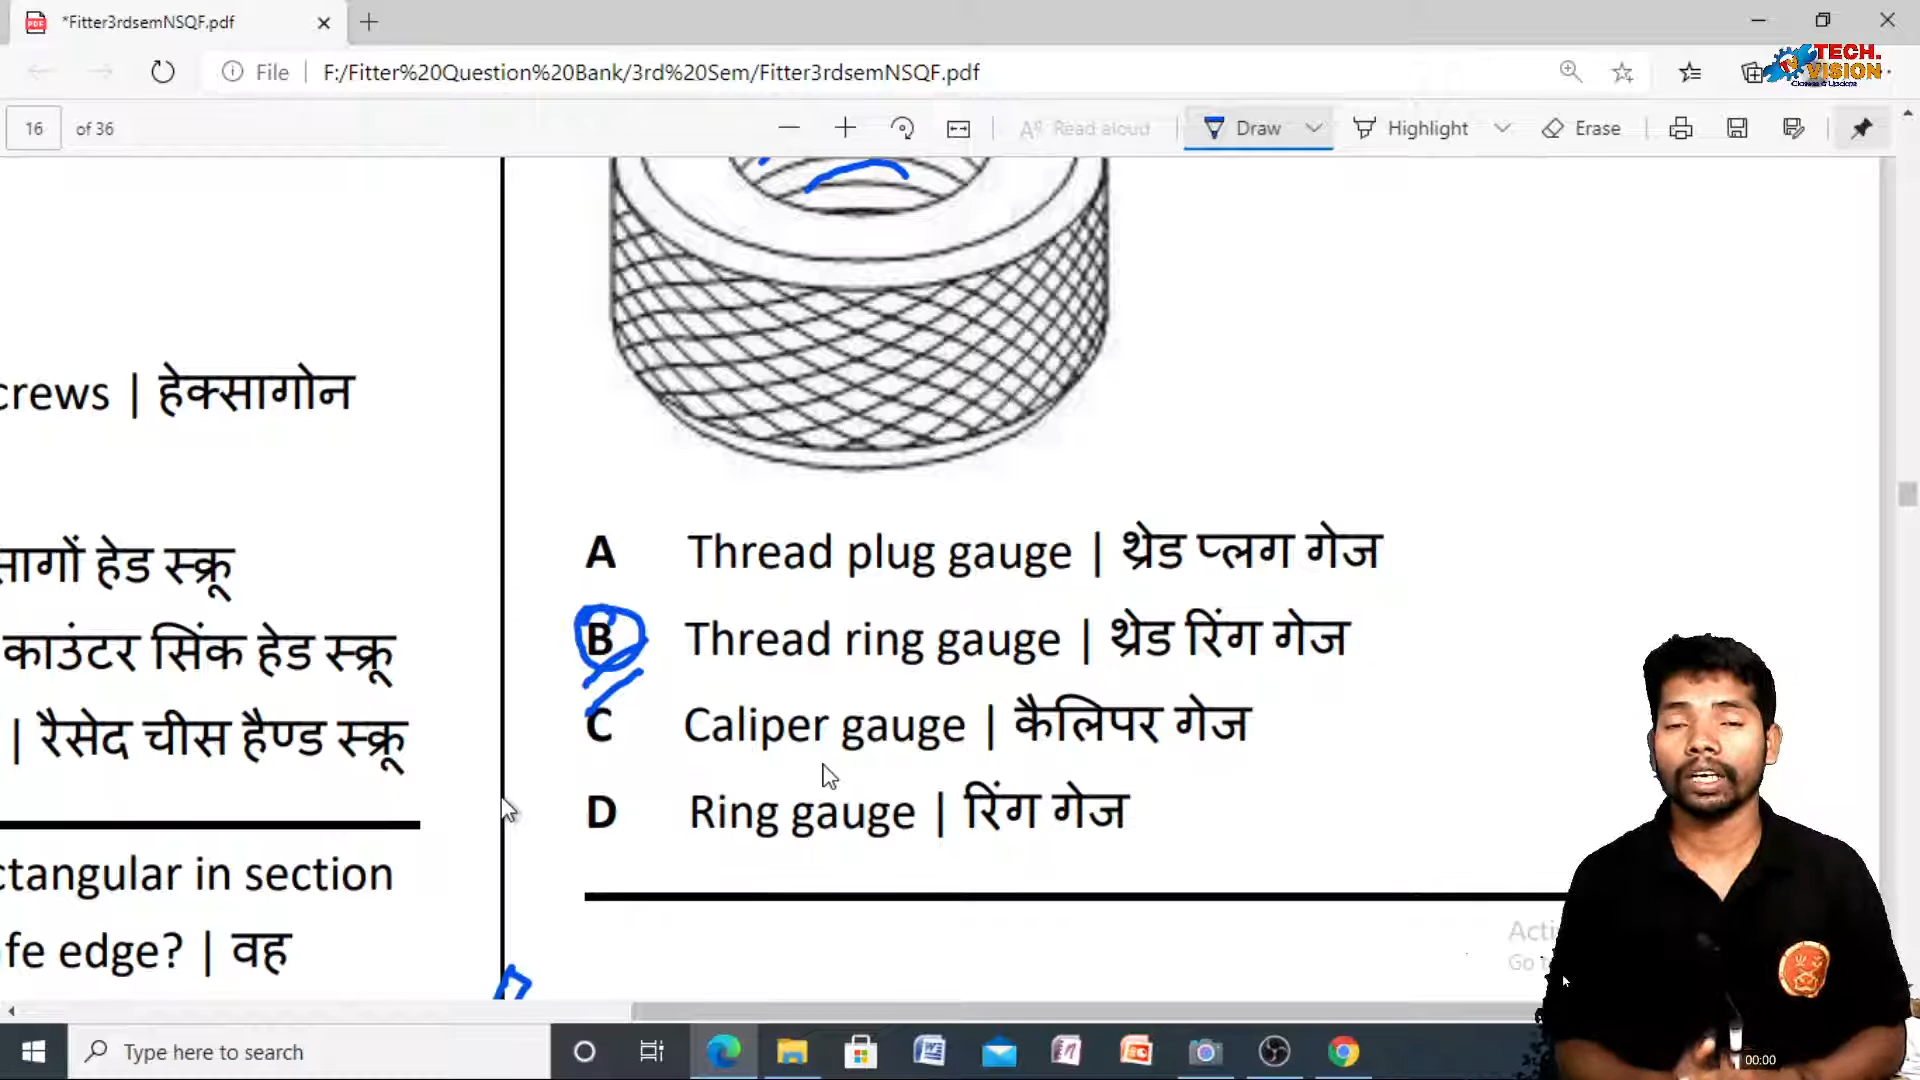 *Fitter3rdsemNSQF.pdf
File
F:/Fitter%20Question%20Bank/3rd%20Sem/Fitter3rdsemNSQF.pdf
TECH.
VISION
16 of 36
Read aloud
Draw
Highlight
Erase
crews | हेक्सागोन
सागों हेड स्क्रू
काउंटर सिंक हेड स्क्रू
| रैसेद चीस हैण्ड स्क्रू
ctangular in section
fe edge? | वह
A Thread plug gauge | थ्रेड प्लग गेज
B Thread ring gauge | थ्रेड रिंग गेज
C Caliper gauge | कैलिपर गेज
D Ring gauge | रिंग गेज
Acti
Go t
Type here to search
00:00